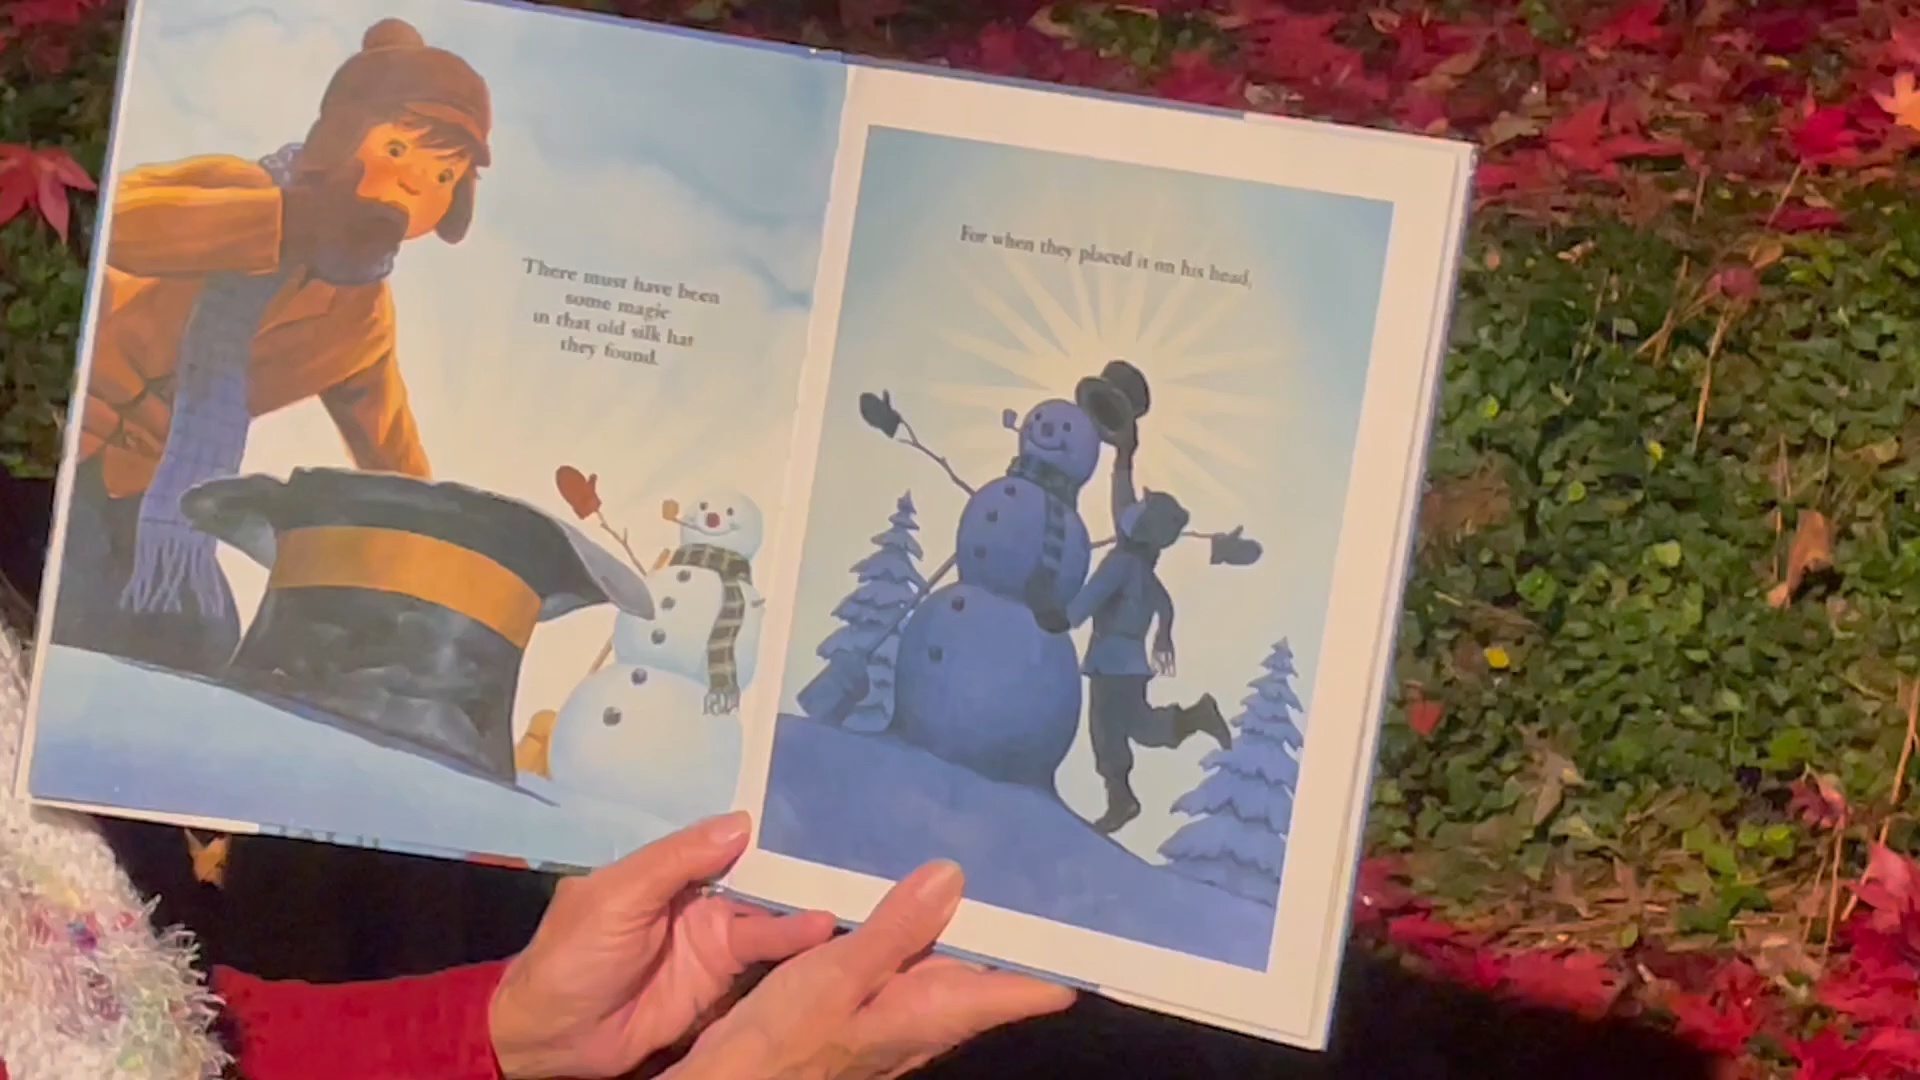 There must have been
some magic
in that old silk hat
they found.
For when they placed it on his head,